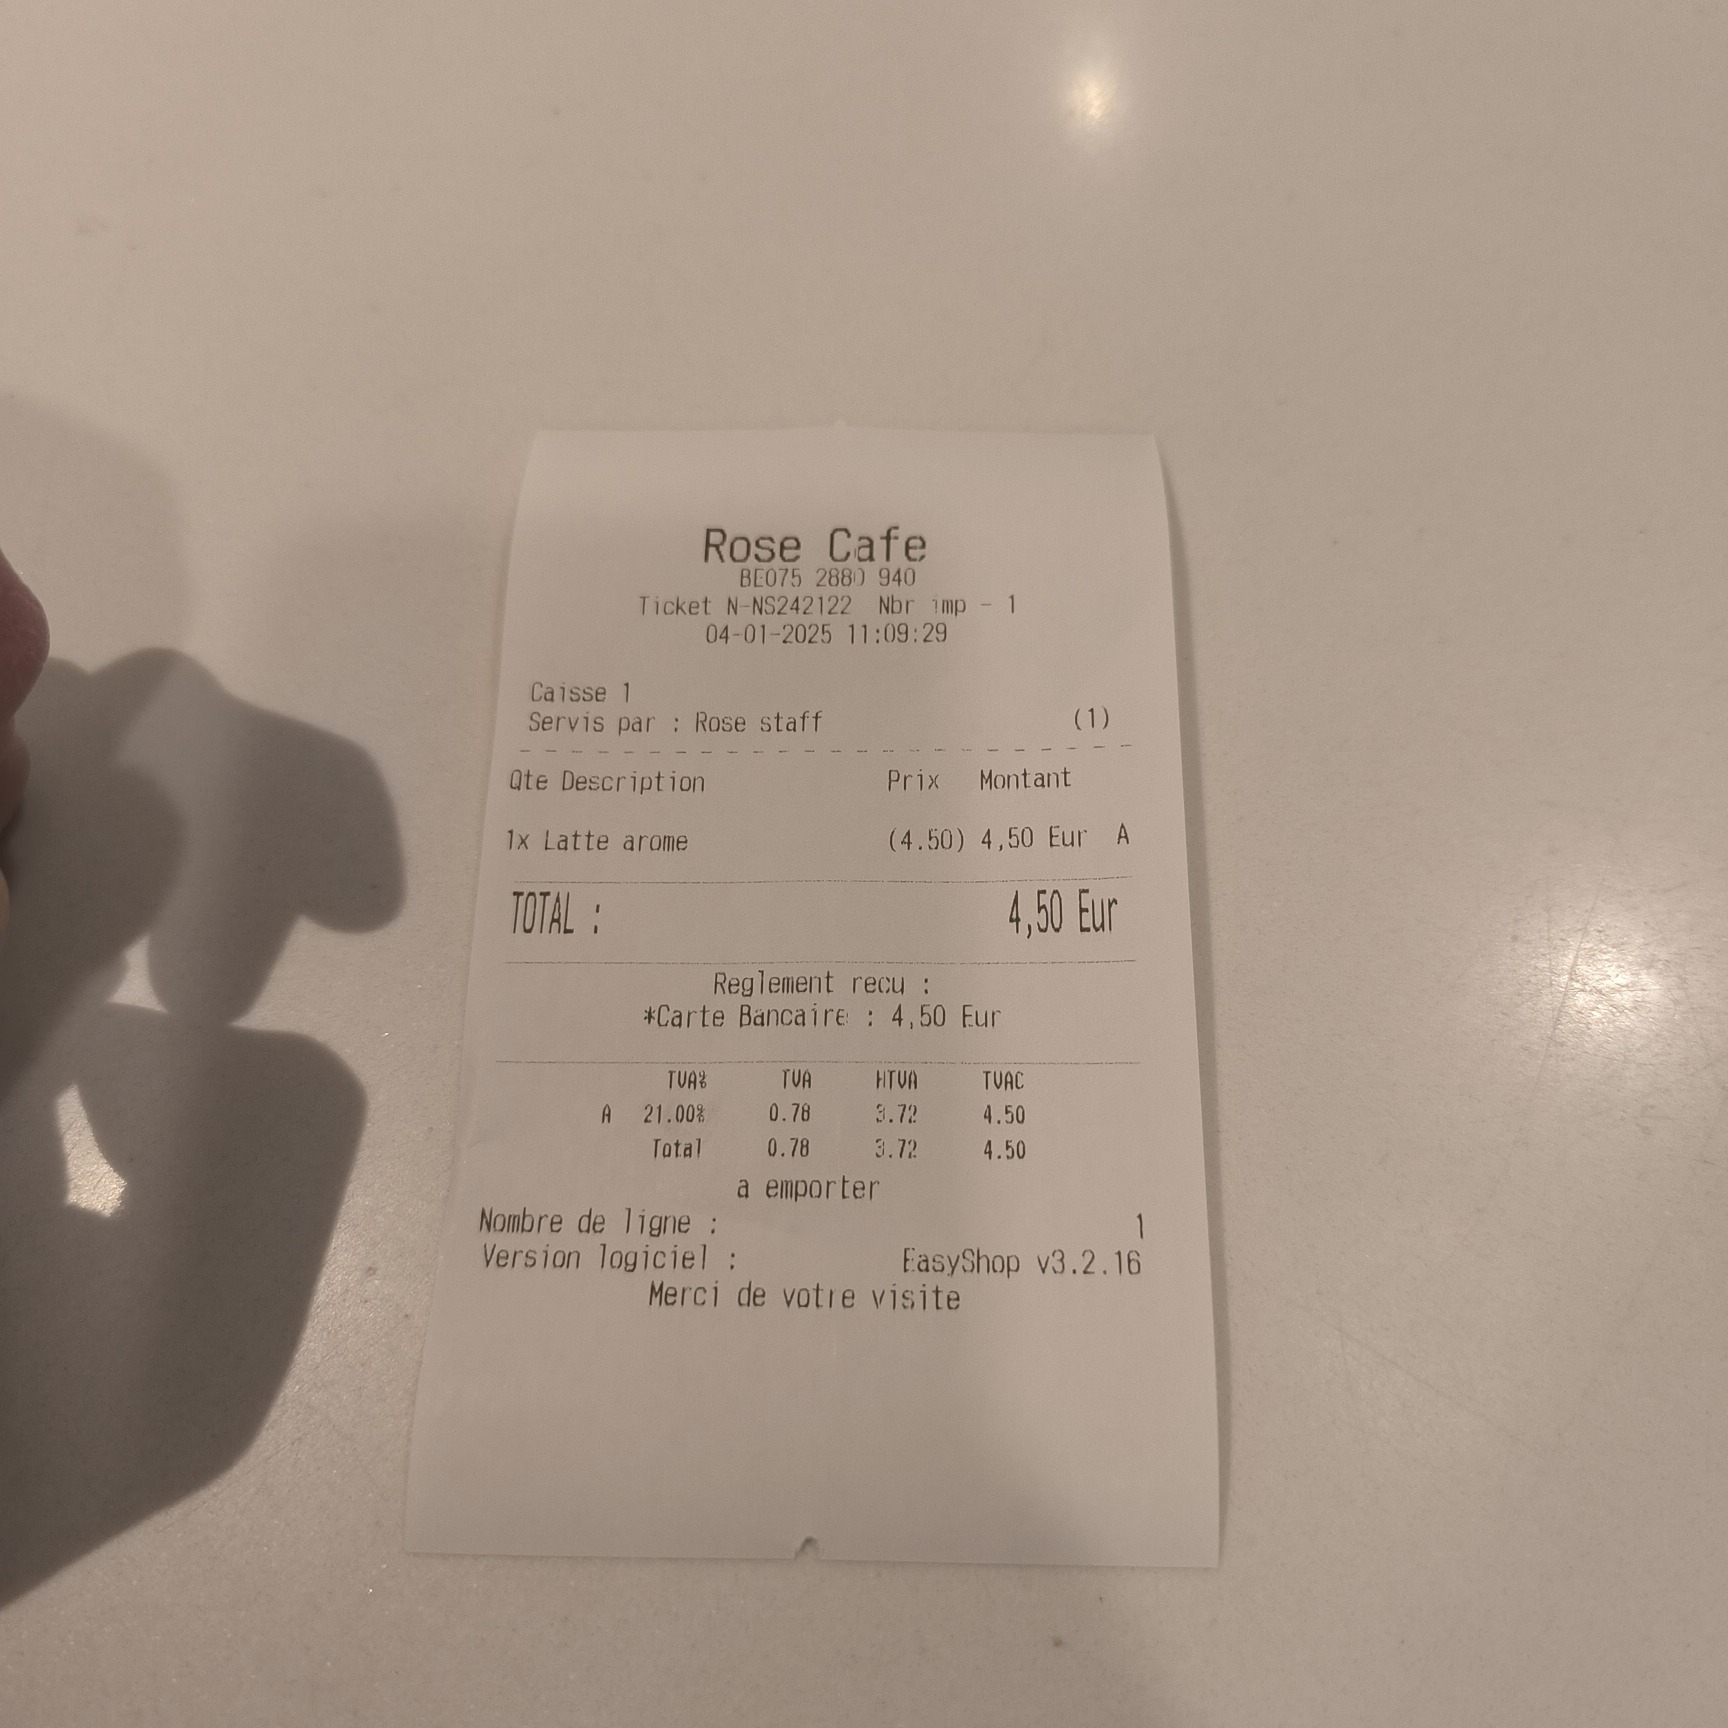 Rose Cafe
BE075 2880 940
Ticket N-NS242122 Nbr imp - 1
04-01-2025 11:09:29
Caisse 1
Servis par : Rose staff (1)
Qte Description Prix Montant
1x Latte arome (4.50) 4,50 Eur A
TOTAL : 4,50 Eur
Reglement recu :
*Carte Bancaire : 4,50 Eur
TVA% TVA HTVA TVAC
A 21.00% 0.78 3.72 4.50
Total 0.78 3.72 4.50
a emporter
Nombre de ligne : 1
Version logiciel : EasyShop v3.2.16
Merci de votre visite